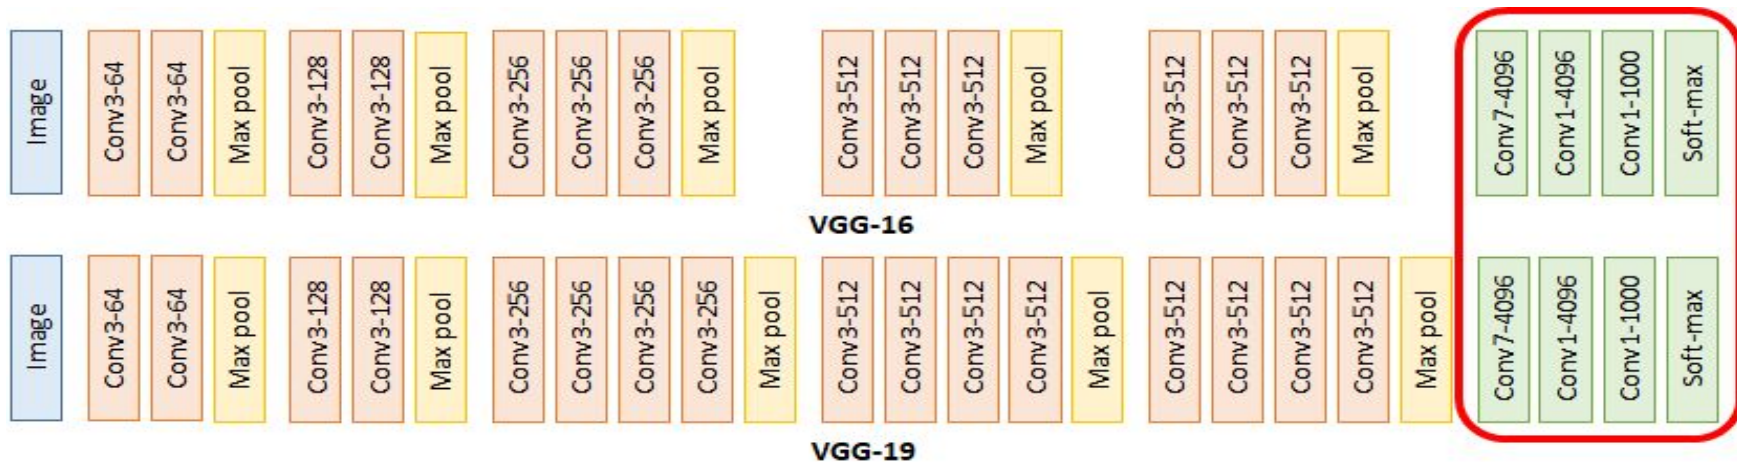 Image
Conv3-64
Conv3-64
Max pool
Conv3-128
Conv3-128
Max pool
Conv3-256
Conv3-256
Conv3-256
Max pool
Conv3-512
Conv3-512
Conv3-512
Max pool
Conv3-512
Conv3-512
Conv3-512
Max pool
Conv7-4096
Conv1-4096
Conv1-1000
Soft-max
VGG-16
Image
Conv3-64
Conv3-64
Max pool
Conv3-128
Conv3-128
Max pool
Conv3-256
Conv3-256
Conv3-256
Conv3-256
Max pool
Conv3-512
Conv3-512
Conv3-512
Conv3-512
Max pool
Conv3-512
Conv3-512
Conv3-512
Conv3-512
Max pool
Conv7-4096
Conv1-4096
Conv1-1000
Soft-max
VGG-19